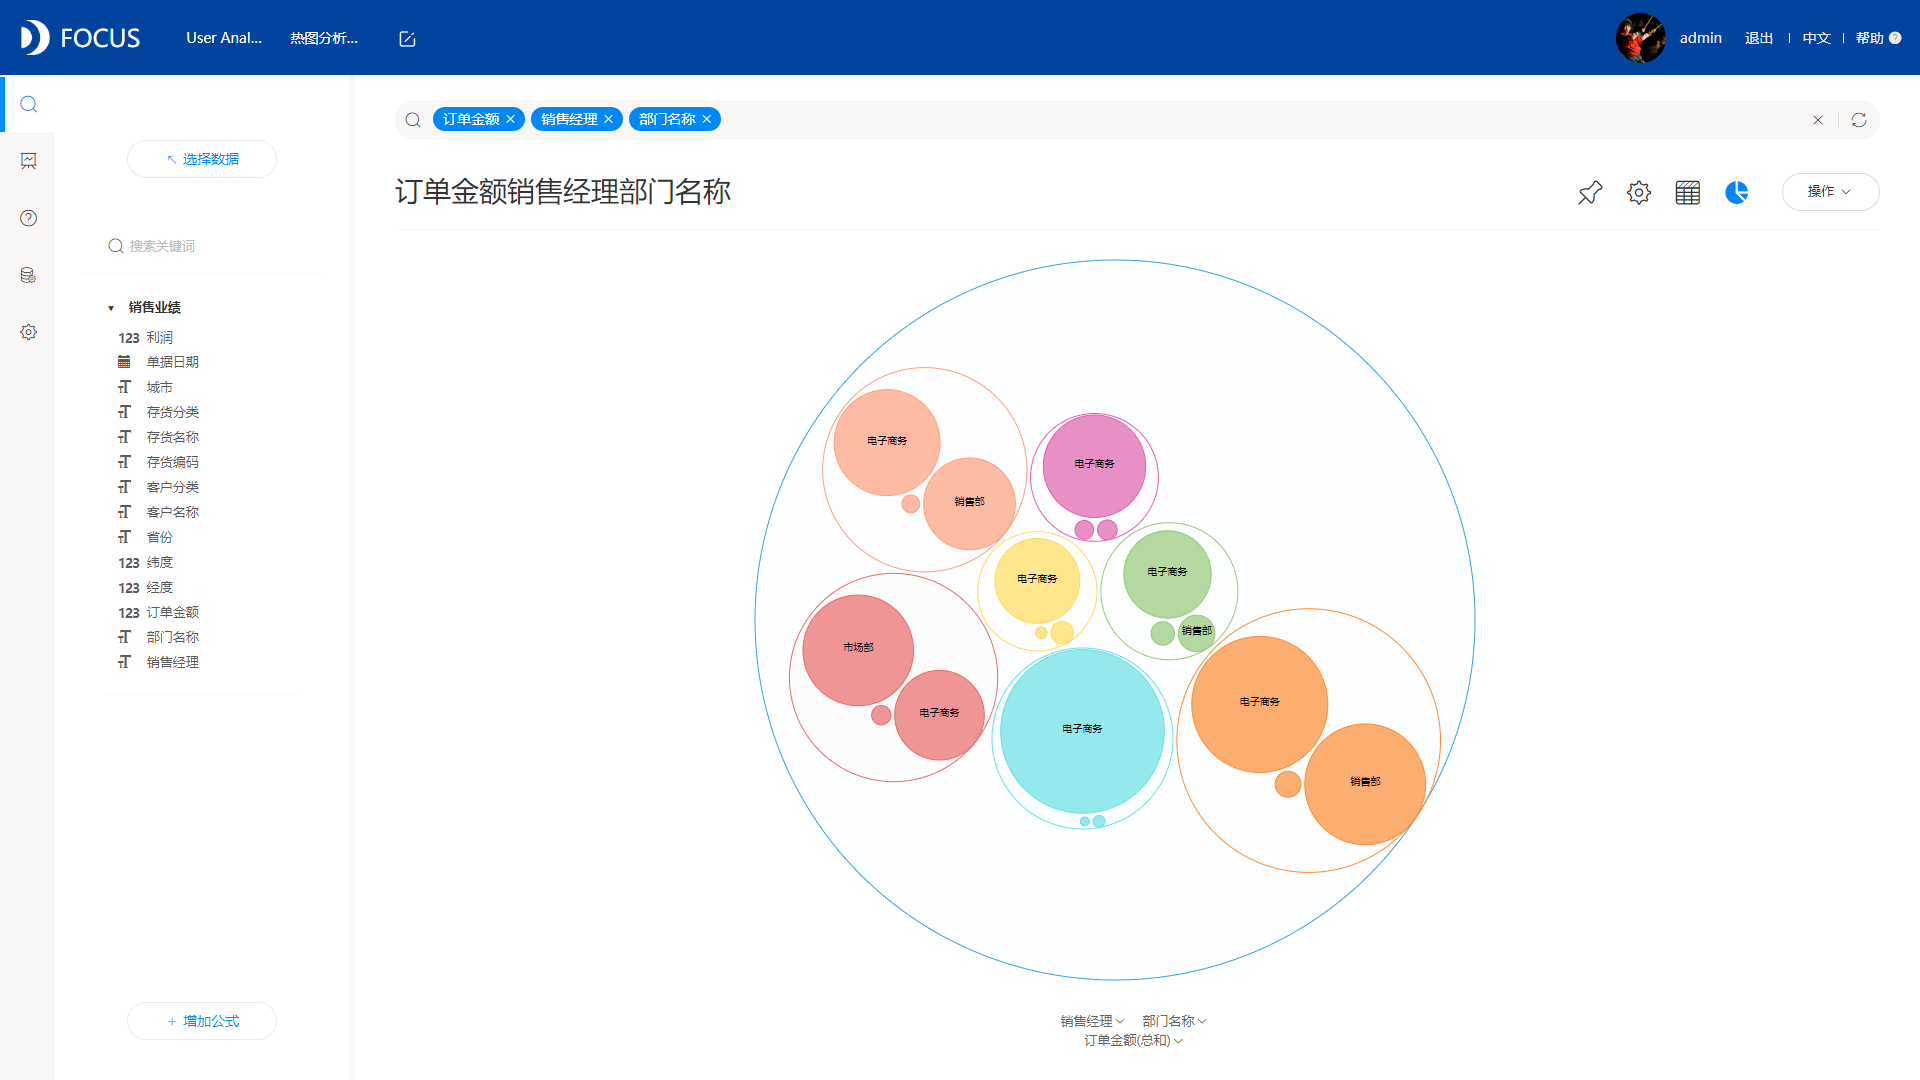 FOCUS User Anal... 热图分析... admin 退出 中文 帮助 ?
订单金额 × 销售经理 × 部门名称 ×
选择数据
订单金额销售经理部门名称
操作
搜索关键词
销售业绩
123 利润
单据日期
城市
存货分类
存货名称
存货编码
客户分类
客户名称
省份
123 纬度
123 经度
123 订单金额
部门名称
销售经理
+ 增加公式
电子商务
电子商务
销售部
电子商务
电子商务
销售部
市场部
电子商务
电子商务
电子商务
销售部
销售经理 部门名称
订单金额(总和)